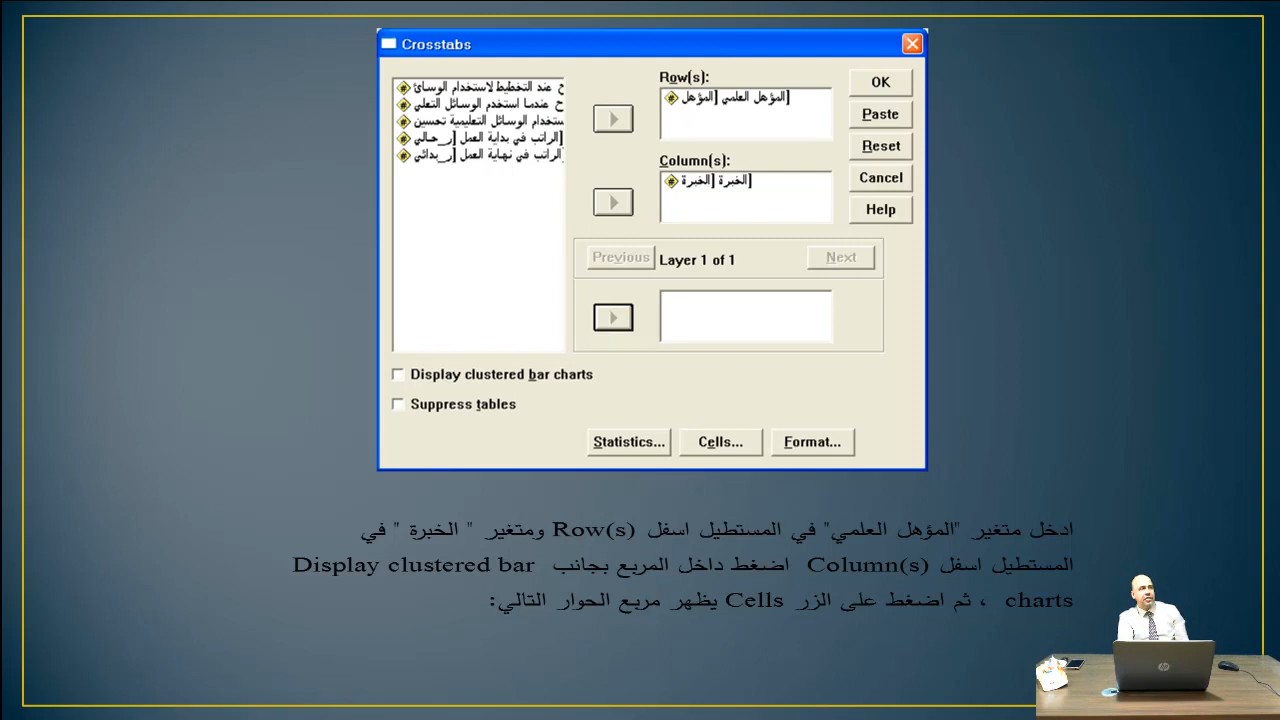 Crosstabs
ح عند التخطيط لاستخدام الوسائ
ح عندما استخدم الوسائل التعلي
ستخدام الوسائل التعليمية تحسين
الراتب في بداية العمل [ر_حالي
الراتب في نهاية العمل [ر_بدائي
Row(s):
المؤهل العلمي [المؤهل]
Column(s):
الخبرة [الخبرة]
OK
Paste
Reset
Cancel
Help
Previous
Layer 1 of 1
Next
Display clustered bar charts
Suppress tables
Statistics...
Cells...
Format...
ادخل متغير "المؤهل العلمي" في المستطيل اسفل Row(s) ومتغير " الخبرة " في
المستطيل اسفل Column(s) اضغط داخل المربع بجانب Display clustered bar
charts ، ثم اضغط على الزر Cells يظهر مربع الحوار التالي:
hp